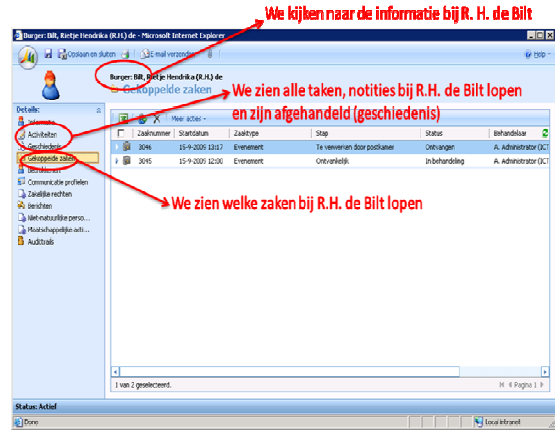 We kijken naar de informatie bij R. H. de Bilt
Burger: Bilt, Rietje Hendrika (R.H.) de - Microsoft Internet Explorer
Opslaan en sluiten
E-mail verzenden
Help
Burger: Bilt, Rietje Hendrika (R.H.) de
Gekoppelde zaken
We zien alle taken, notities bij R.H. de Bilt lopen
en zijn afgehandeld (geschiedenis)
Details:
Informatie
Activiteiten
Geschiedenis
Gekoppelde zaken
Communicatie profielen
Zakelijke rechten
Berichten
Niet-natuurlijke perso...
Maatschappelijke acti...
Audittrails
Meer acties
Zaaknummer Startdatum Zaaktype Stap Status Behandelaar
3046 15-9-2009 13:17 Evenement Te verwerken door postkamer Ontvangen A. Administrator (ICT
3045 15-9-2009 12:00 Evenement Ontvankelijk In behandeling A. Administrator (ICT
We zien welke zaken bij R.H. de Bilt lopen
1 van 2 geselecteerd.
Pagina 1
Status: Actief
Done
Local intranet